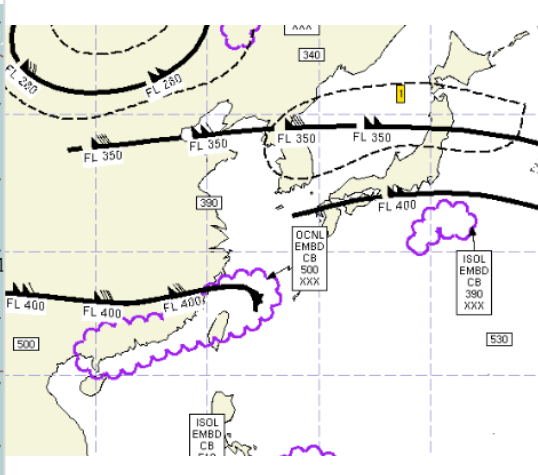 XXX
340
FL 280
FL 280
1
FL 350
FL 350
FL 350
FL 350
390
FL 400
OCNL
EMBD
CB
500
XXX
ISOL
EMBD
CB
390
XXX
FL 400
FL 400
FL 400
500
530
ISOL
EMBD
CB